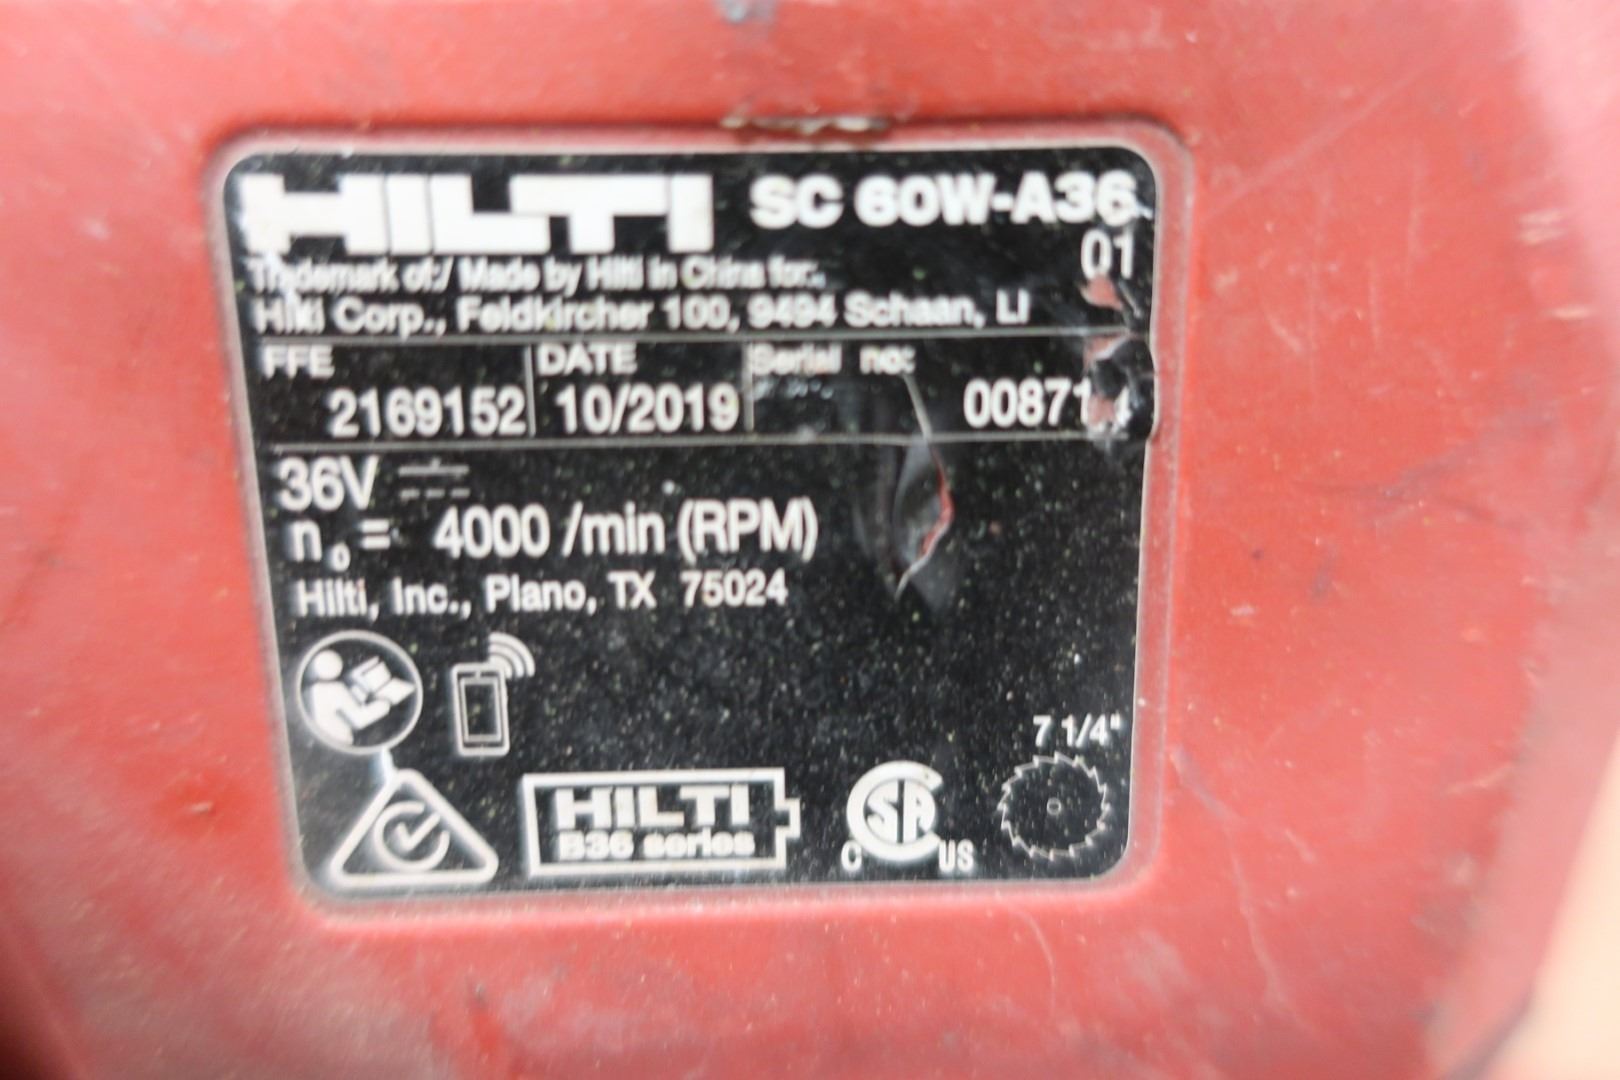 HILTI SC 60W-A36
01
Trademark of:/ Made by Hilti in China for:
Hilti Corp., Feldkircher 100, 9494 Schaan, LI
FFE DATE Serial no:
2169152 10/2019
36V
n₀ = 4000 /min (RPM)
Hilti, Inc., Plano, TX 75024
7 1/4"
HILTI
B36 series
C SA US